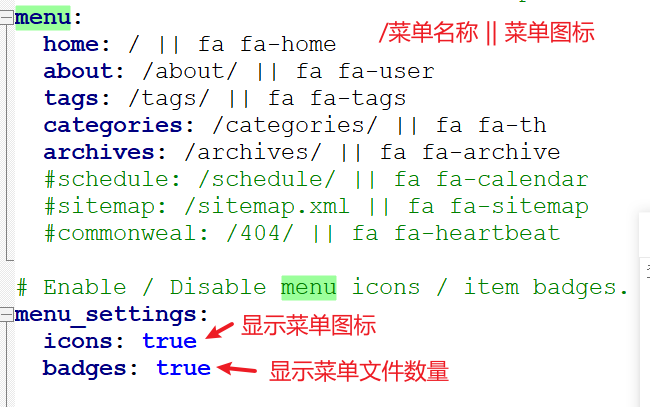 menu:
/菜单名称 || 菜单图标
home: / || fa fa-home
about: /about/ || fa fa-user
tags: /tags/ || fa fa-tags
categories: /categories/ || fa fa-th
archives: /archives/ || fa fa-archive
#schedule: /schedule/ || fa fa-calendar
#sitemap: /sitemap.xml || fa fa-sitemap
#commonweal: /404/ || fa fa-heartbeat
# Enable / Disable menu icons / item badges.
menu_settings:
icons: true
显示菜单图标
badges: true
显示菜单文件数量